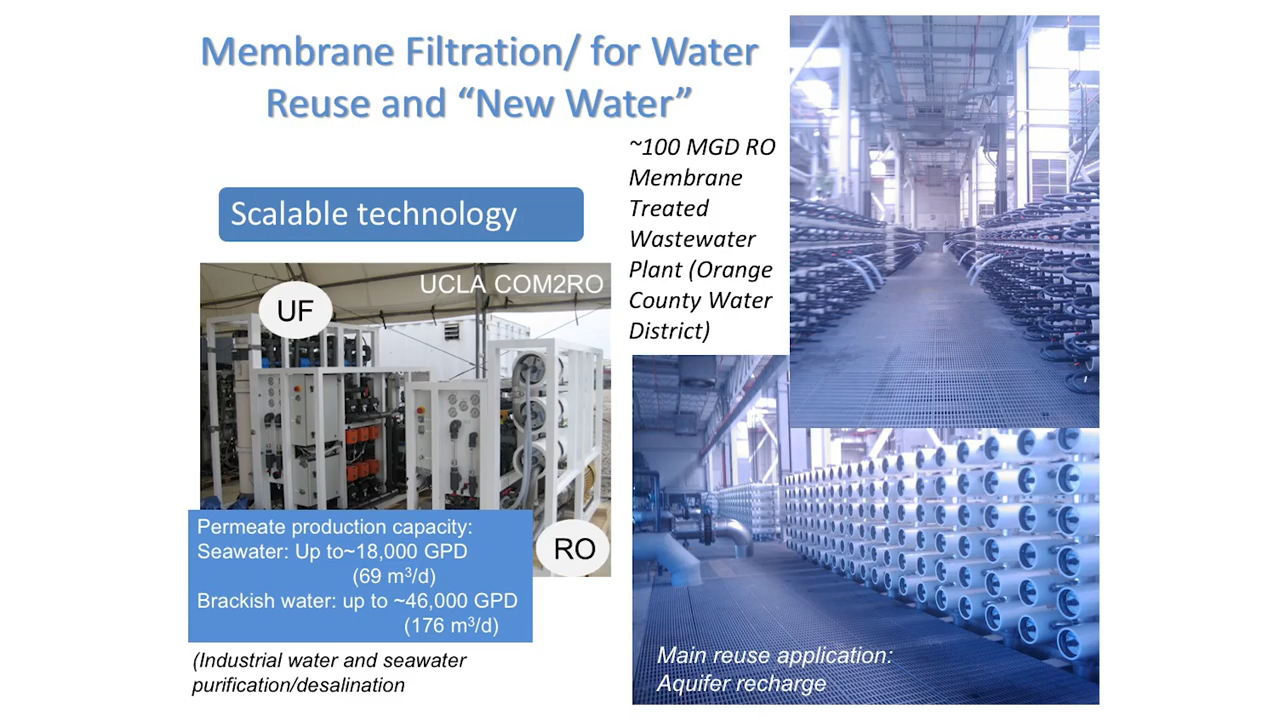 Membrane Filtration/ for Water
Reuse and “New Water”
~100 MGD RO
Membrane
Treated
Wastewater
Plant (Orange
County Water
District)
Scalable technology
UCLA COM2RO
UF
RO
Permeate production capacity:
Seawater: Up to~18,000 GPD
(69 m³/d)
Brackish water: up to ~46,000 GPD
(176 m³/d)
(Industrial water and seawater
purification/desalination
Main reuse application:
Aquifer recharge